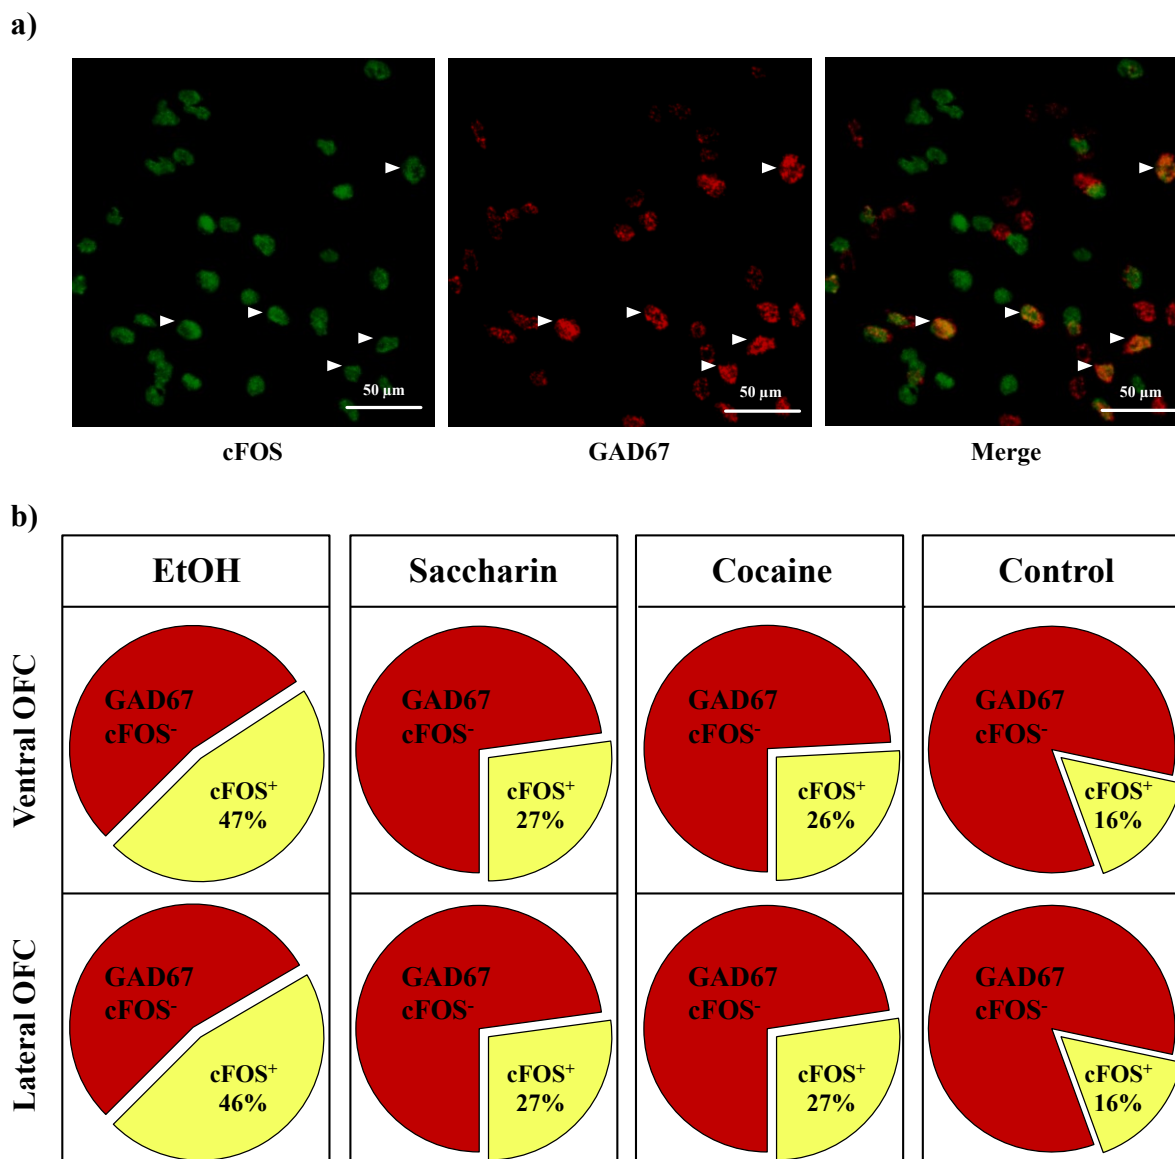 a)
50 µm
50 µm
50 µm
cFOS
GAD67
Merge
b)
EtOH
Saccharin
Cocaine
Control
Ventral OFC
GAD67
cFOS⁻
cFOS⁺
47%
GAD67
cFOS⁻
cFOS⁺
27%
GAD67
cFOS⁻
cFOS⁺
26%
GAD67
cFOS⁻
cFOS⁺
16%
Lateral OFC
GAD67
cFOS⁻
cFOS⁺
46%
GAD67
cFOS⁻
cFOS⁺
27%
GAD67
cFOS⁻
cFOS⁺
27%
GAD67
cFOS⁻
cFOS⁺
16%